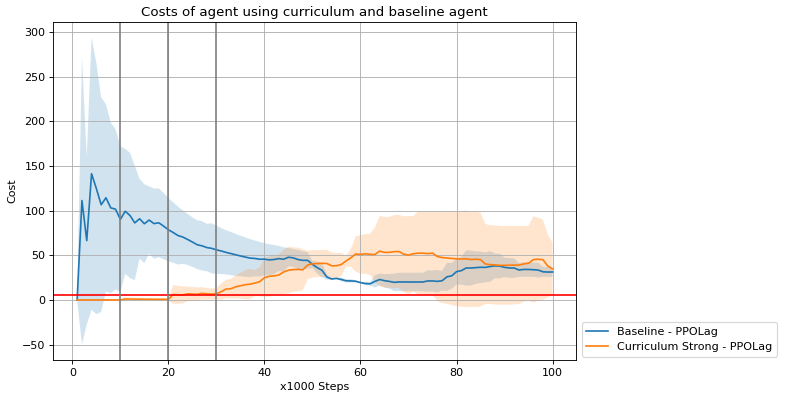 Costs of agent using curriculum and baseline agent
300
250
200
150
100
50
0
−50
Cost
0
20
40
60
80
100
x1000 Steps
Baseline - PPOLag
Curriculum Strong - PPOLag